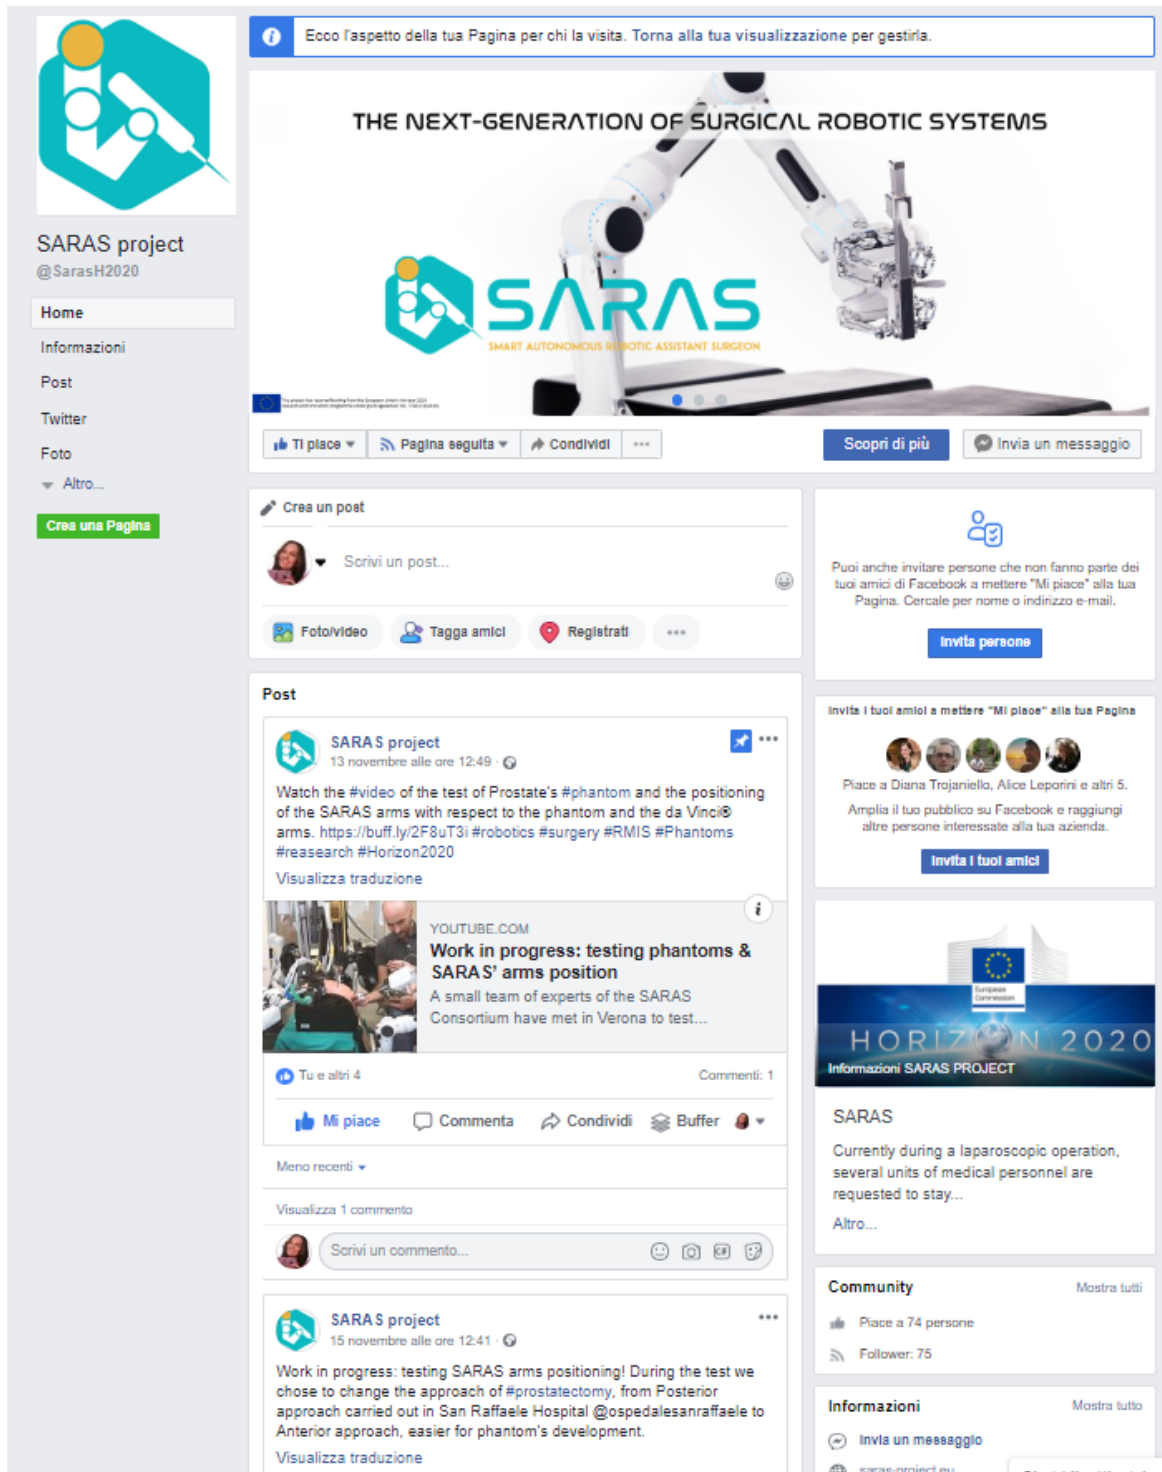 SARAS project
@SarasH2020
Home
Informazioni
Post
Twitter
Foto
Altro...
Crea una Pagina
Ecco l'aspetto della tua Pagina per chi la visita. Torna alla tua visualizzazione per gestirla.
THE NEXT-GENERATION OF SURGICAL ROBOTIC SYSTEMS
SARAS
SMART AUTONOMOUS ROBOTIC ASSISTANT SURGEON
Ti piace
Pagina seguita
Condividi
Scopri di più
Invia un messaggio
Crea un post
Scrivi un post...
Foto/video
Tagga amici
Registrati
Post
SARAS project
13 novembre alle ore 12:49
Watch the #video of the test of Prostate's #phantom and the positioning
of the SARAS arms with respect to the phantom and the da Vinci®
arms. https://buff.ly/2F8uT3i #robotics #surgery #RMIS #Phantoms
#reasearch #Horizon2020
Visualizza traduzione
YOUTUBE.COM
Work in progress: testing phantoms &
SARAS' arms position
A small team of experts of the SARAS
Consortium have met in Verona to test...
Tu e altri 4
Commenti: 1
Mi piace
Commenta
Condividi
Buffer
Meno recenti
Visualizza 1 commento
Scrivi un commento...
SARAS project
15 novembre alle ore 12:41
Work in progress: testing SARAS arms positioning! During the test we
chose to change the approach of #prostatectomy, from Posterior
approach carried out in San Raffaele Hospital @ospedalesanraffaele to
Anterior approach, easier for phantom's development.
Visualizza traduzione
Puoi anche invitare persone che non fanno parte dei
tuoi amici di Facebook a mettere "Mi piace" alla tua
Pagina. Cercale per nome o indirizzo e-mail.
Invita persone
Invita i tuoi amici a mettere "Mi piace" alla tua Pagina
Piace a Diana Trojaniello, Alice Leporini e altri 5.
Amplia il tuo pubblico su Facebook e raggiungi
altre persone interessate alla tua azienda.
Invita i tuoi amici
European
Commission
HORIZON 2020
Informazioni SARAS PROJECT
SARAS
Currently during a laparoscopic operation,
several units of medical personnel are
requested to stay...
Altro...
Community
Mostra tutti
Piace a 74 persone
Follower: 75
Informazioni
Mostra tutto
Invia un messaggio
saras-project.eu